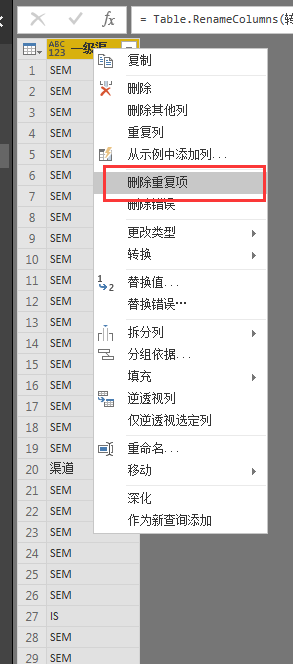 = Table.RenameColumns(转
ABC
123
一级渠
1 SEM
2 SEM
3 SEM
4 SEM
5 SEM
6 SEM
7 SEM
8 SEM
9 SEM
10 SEM
11 SEM
12 SEM
13 SEM
14 SEM
15 SEM
16 SEM
17 SEM
18 SEM
19 SEM
20 渠道
21 SEM
22 SEM
23 SEM
24 SEM
25 SEM
26 SEM
27 IS
28 SEM
29 SEM
复制
删除
删除其他列
重复列
从示例中添加列...
删除重复项
删除错误
更改类型
转换
替换值...
替换错误...
拆分列
分组依据...
填充
逆透视列
仅逆透视选定列
重命名...
移动
深化
作为新查询添加